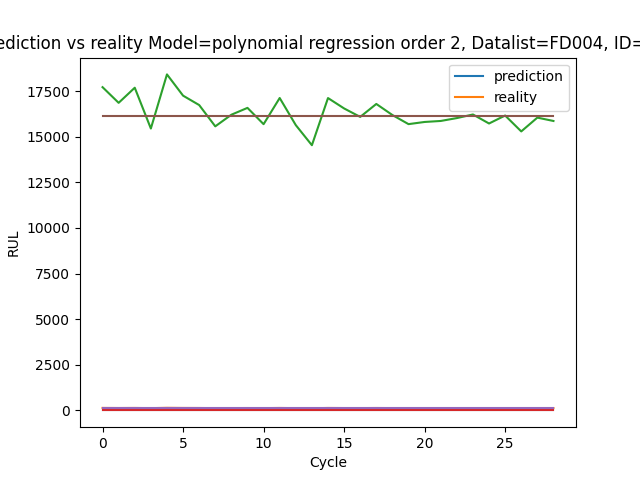 ediction vs reality Model=polynomial regression order 2, Datalist=FD004, ID=
prediction
reality
17500
15000
12500
10000
7500
5000
2500
0
RUL
0 5 10 15 20 25
Cycle